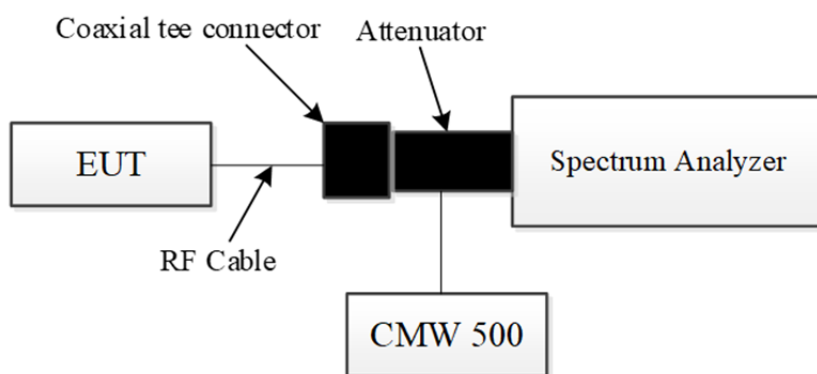 Coaxial tee connector
Attenuator
EUT
Spectrum Analyzer
RF Cable
CMW 500